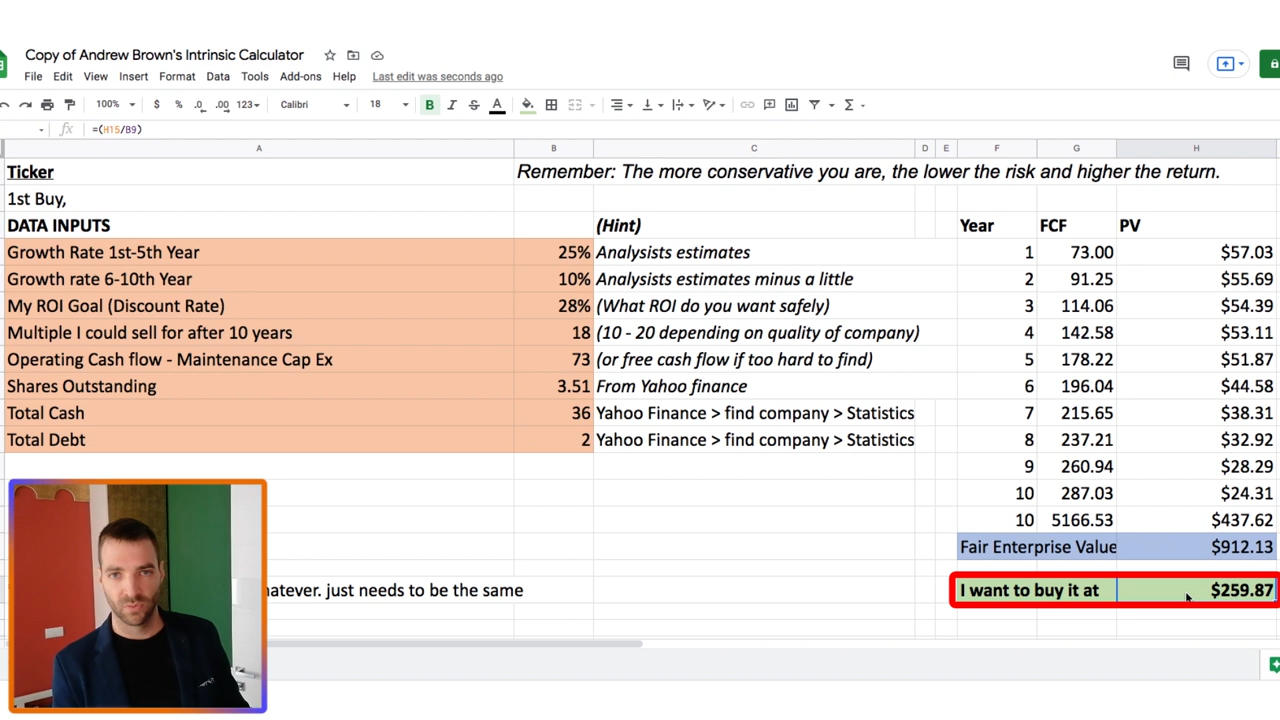 Copy of Andrew Brown's Intrinsic Calculator
File Edit View Insert Format Data Tools Add-ons Help Last edit was seconds ago
100% $ % .0 .00 123 Calibri 18 B I S A
fx =(H15/B9)
A B C D E F G H
Ticker Remember: The more conservative you are, the lower the risk and higher the return.
1st Buy,
DATA INPUTS (Hint) Year FCF PV
Growth Rate 1st-5th Year 25% Analysists estimates 1 73.00 $57.03
Growth rate 6-10th Year 10% Analysists estimates minus a little 2 91.25 $55.69
My ROI Goal (Discount Rate) 28% (What ROI do you want safely) 3 114.06 $54.39
Multiple I could sell for after 10 years 18 (10 - 20 depending on quality of company) 4 142.58 $53.11
Operating Cash flow - Maintenance Cap Ex 73 (or free cash flow if too hard to find) 5 178.22 $51.87
Shares Outstanding 3.51 From Yahoo finance 6 196.04 $44.58
Total Cash 36 Yahoo Finance > find company > Statistics 7 215.65 $38.31
Total Debt 2 Yahoo Finance > find company > Statistics 8 237.21 $32.92
9 260.94 $28.29
10 287.03 $24.31
10 5166.53 $437.62
Fair Enterprise Value $912.13
just needs to be the same I want to buy it at $259.87